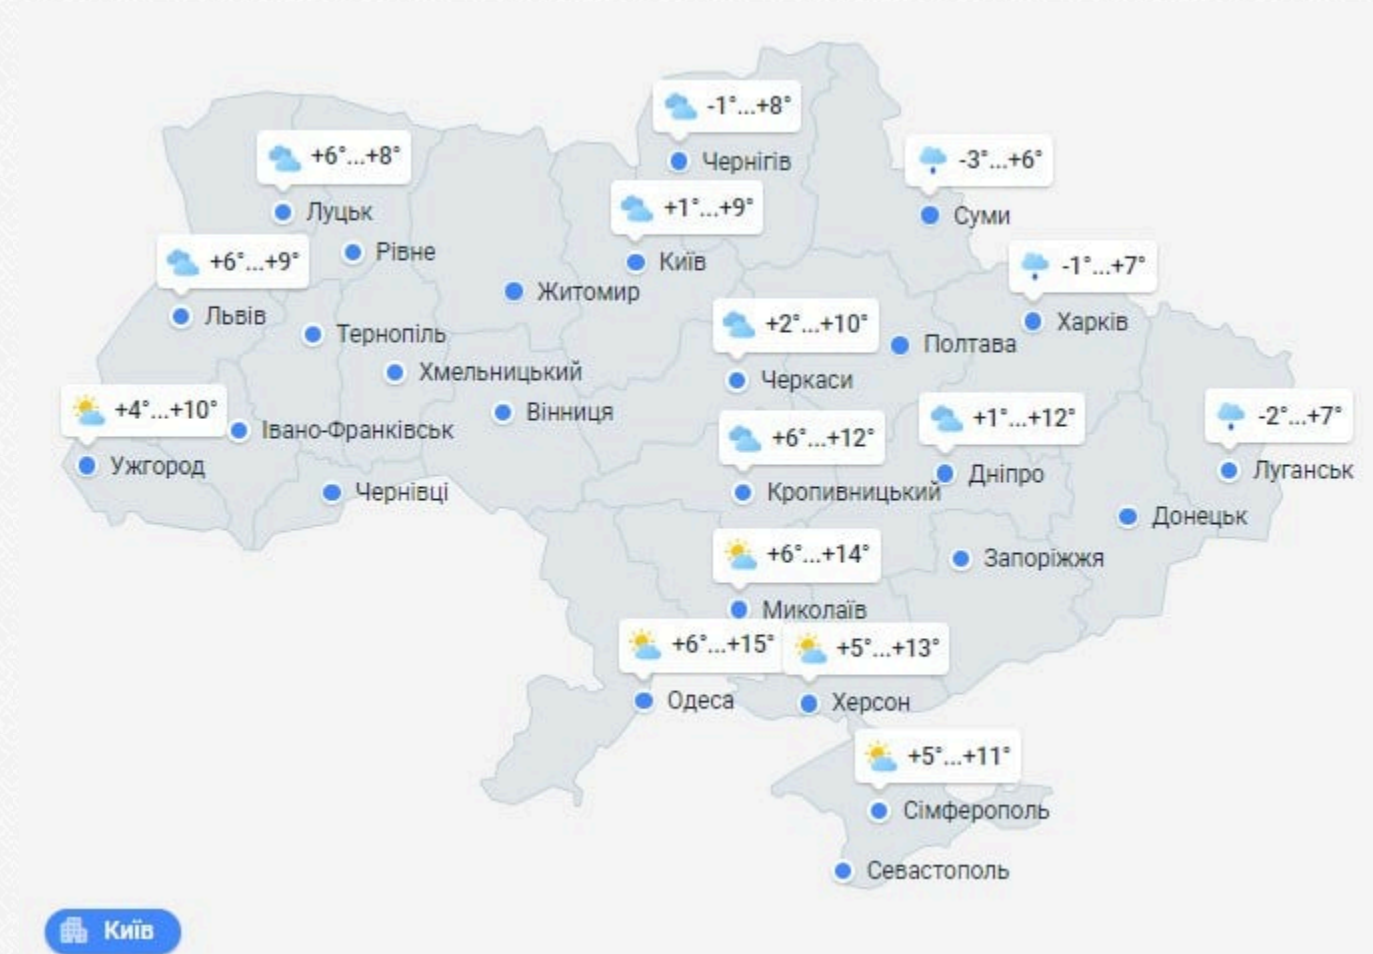 -1°...+8°
Чернігів
+6°...+8°
Луцьк
-3°...+6°
Суми
+1°...+9°
Київ
Рівне
+6°...+9°
Львів
-1°...+7°
Харків
Житомир
Тернопіль
+2°...+10°
Черкаси
Полтава
Хмельницький
+4°...+10°
Ужгород
Івано-Франківськ
Вінниця
+6°...+12°
Кропивницький
+1°...+12°
Дніпро
-2°...+7°
Луганськ
Чернівці
Донецьк
+6°...+14°
Миколаїв
Запоріжжя
+6°...+15°
Одеса
+5°...+13°
Херсон
+5°...+11°
Сімферополь
Севастополь
Київ